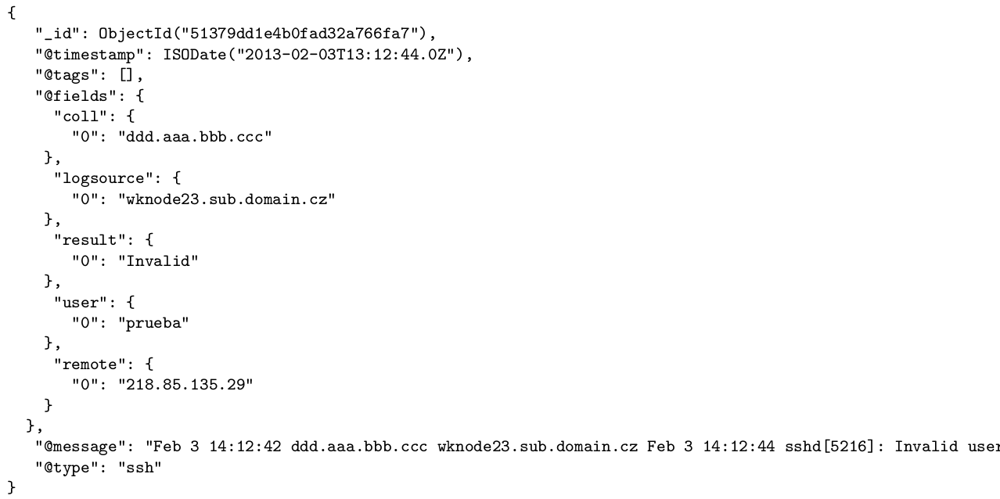 {
"_id": ObjectId("51379dd1e4b0fad32a766fa7"),
"@timestamp": ISODate("2013-02-03T13:12:44.0Z"),
"@tags": [],
"@fields": {
"coll": {
"0": "ddd.aaa.bbb.ccc"
},
"logsource": {
"0": "wknode23.sub.domain.cz"
},
"result": {
"0": "Invalid"
},
"user": {
"0": "prueba"
},
"remote": {
"0": "218.85.135.29"
}
},
"@message": "Feb 3 14:12:42 ddd.aaa.bbb.ccc wknode23.sub.domain.cz Feb 3 14:12:44 sshd[5216]: Invalid user
"@type": "ssh"
}